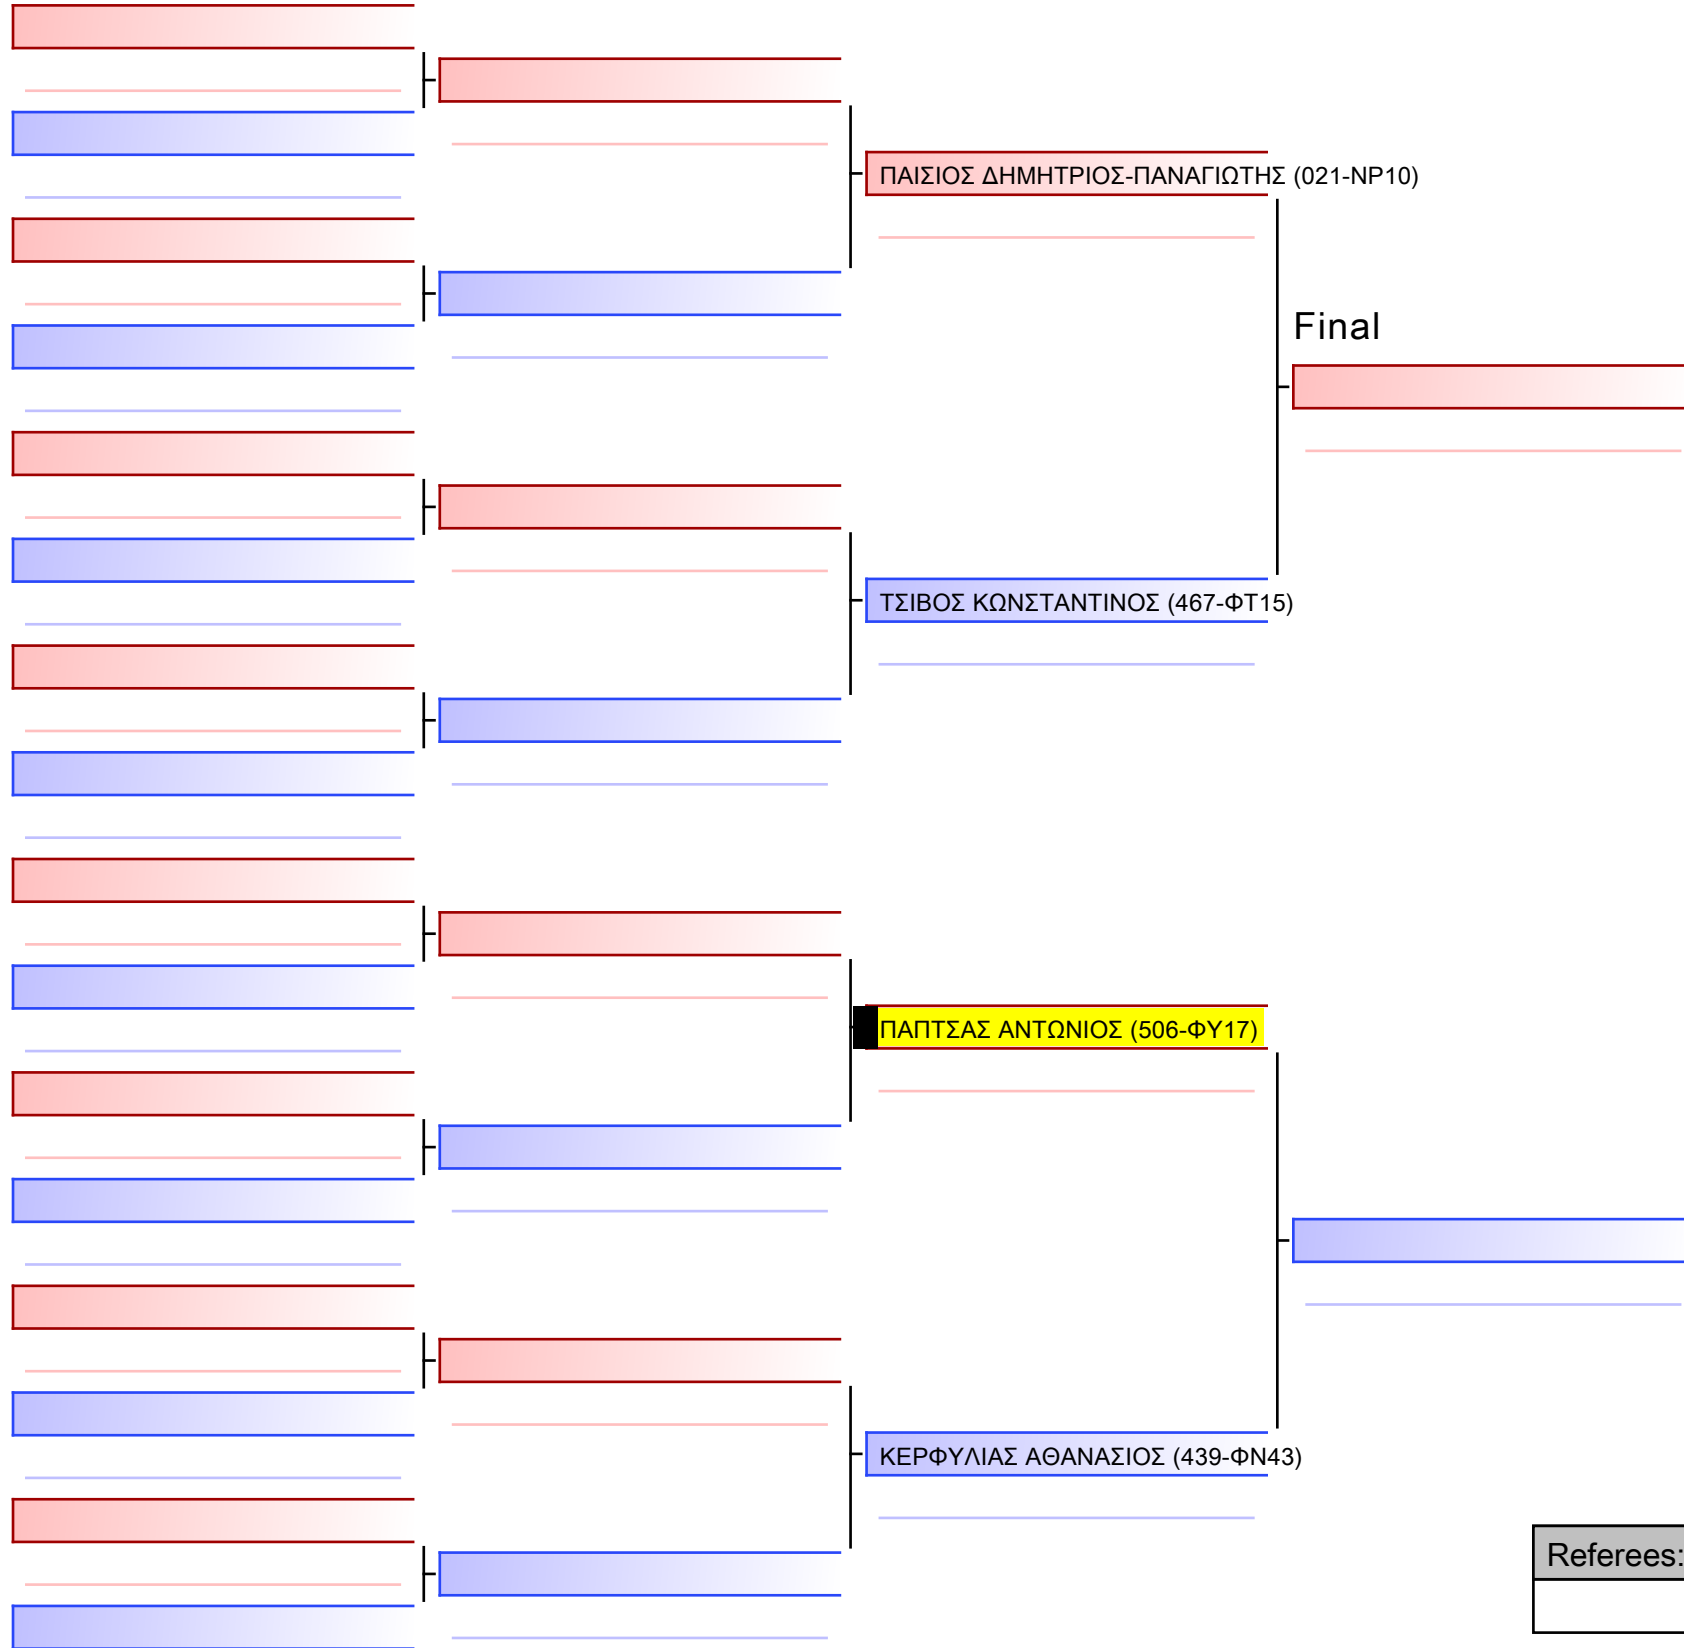 ΠΑΙΣΙΟΣ ΔΗΜΗΤΡΙΟΣ-ΠΑΝΑΓΙΩΤΗΣ (021-ΝΡ10)
Final
ΤΣΙΒΟΣ ΚΩΝΣΤΑΝΤΙΝΟΣ (467-ΦΤ15)
ΠΑΠΤΣΑΣ ΑΝΤΩΝΙΟΣ (506-ΦΥ17)
ΚΕΡΦΥΛΙΑΣ ΑΘΑΝΑΣΙΟΣ (439-ΦΝ43)
Referees: